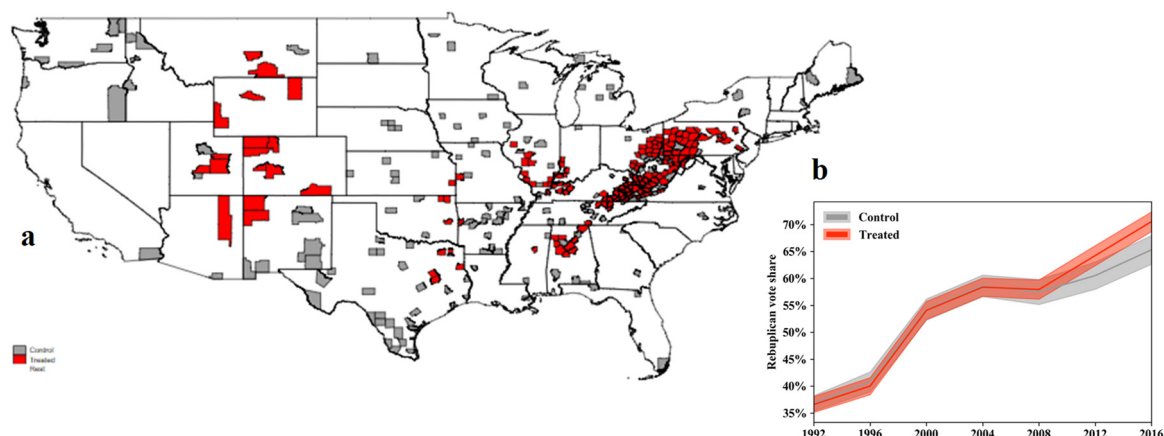 a
Control
Treated
Real
b
Control
Treated
Rebuplican vote share
70%
65%
60%
55%
50%
45%
40%
35%
1992 1996 2000 2004 2008 2012 2016